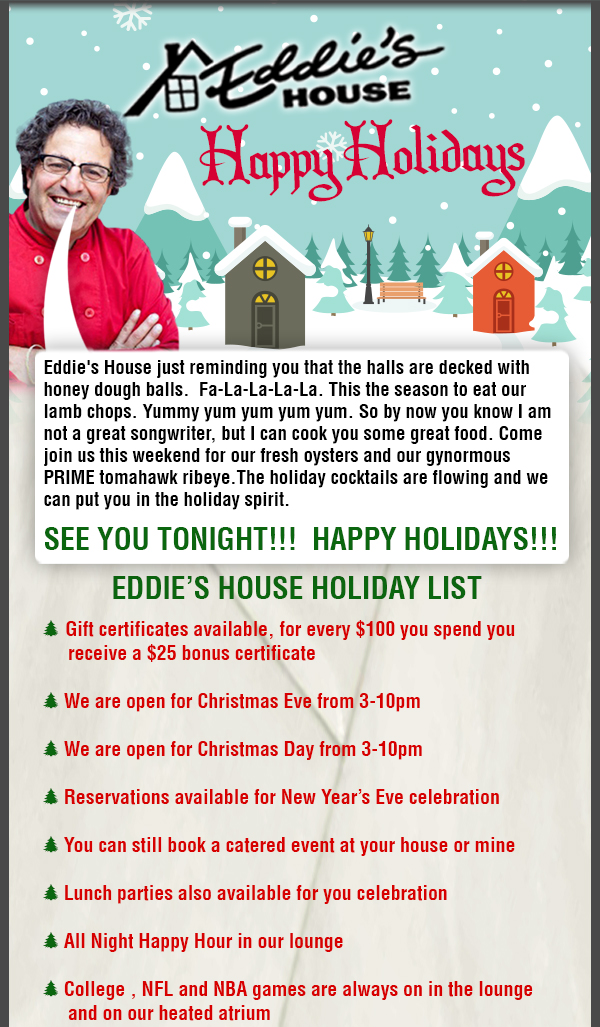 Eddie's
HOUSE
Happy Holidays
Eddie's House just reminding you that the halls are decked with
honey dough balls.  Fa-La-La-La-La. This the season to eat our
lamb chops. Yummy yum yum yum yum. So by now you know I am
not a great songwriter, but I can cook you some great food. Come
join us this weekend for our fresh oysters and our gynormous
PRIME tomahawk ribeye.The holiday cocktails are flowing and we
can put you in the holiday spirit.
SEE YOU TONIGHT!!!  HAPPY HOLIDAYS!!!
EDDIE'S HOUSE HOLIDAY LIST
Gift certificates available, for every $100 you spend you
receive a $25 bonus certificate
We are open for Christmas Eve from 3-10pm
We are open for Christmas Day from 3-10pm
Reservations available for New Year's Eve celebration
You can still book a catered event at your house or mine
Lunch parties also available for you celebration
All Night Happy Hour in our lounge
College , NFL and NBA games are always on in the lounge
and on our heated atrium